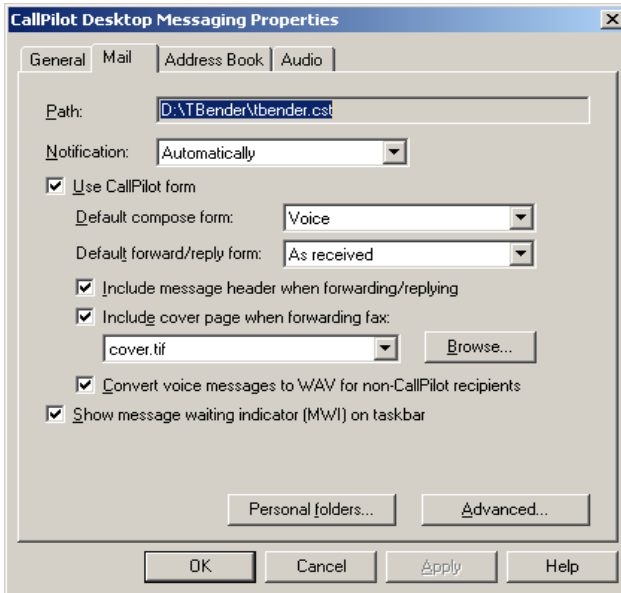 CallPilot Desktop Messaging Properties
General Mail Address Book Audio
Path: D:\TBender\tbender.cst
Notification: Automatically
Use CallPilot form
Default compose form: Voice
Default forward/reply form: As received
Include message header when forwarding/replying
Include cover page when forwarding fax:
cover.tif Browse...
Convert voice messages to WAV for non-CallPilot recipients
Show message waiting indicator (MWI) on taskbar
Personal folders... Advanced...
OK Cancel Apply Help